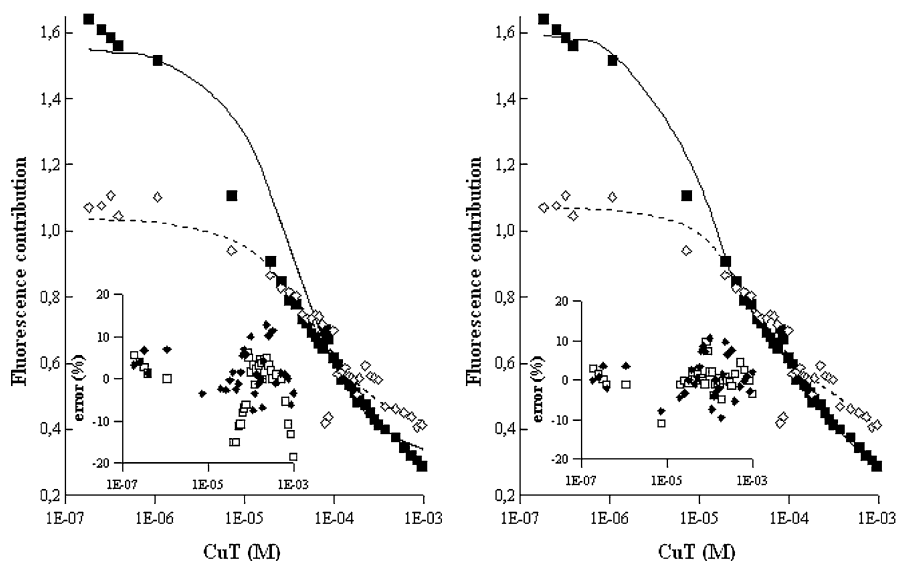 1,6
1,4
1,2
1,0
0,8
0,6
0,4
0,2
Fluorescence contribution
20
10
0
-10
-20
error (%)
1E-07 1E-05 1E-03
1E-07 1E-06 1E-05 1E-04 1E-03
CuT (M)
1,6
1,4
1,2
1,0
0,8
0,6
0,4
0,2
Fluorescence contribution
20
10
0
-10
-20
error (%)
1E-07 1E-05 1E-03
1E-07 1E-06 1E-05 1E-04 1E-03
CuT (M)